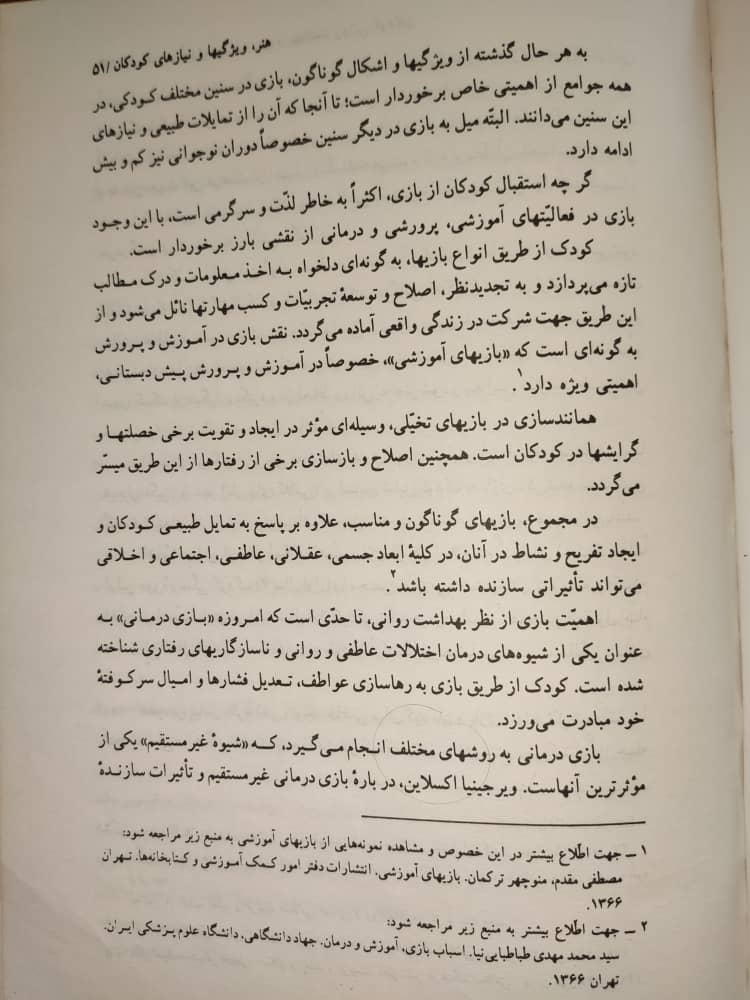 هنر، ویژگیها و نیازهای کودکان /۵۱
به هر حال گذشته از ویژگیها و اشکال گوناگون، بازی در سنین مختلف کودکی، در
همه جوامع از اهمیتی خاص برخوردار است؛ تا آنجا که آن را از تمایلات طبیعی و نیازهای
این سنین می‌دانند. البتّه میل به بازی در دیگر سنین خصوصاً دوران نوجوانی نیز کم و بیش
ادامه دارد.
گر چه استقبال کودکان از بازی، اکثراً به خاطر لذّت و سرگرمی است، با این وجود
بازی در فعالیّتهای آموزشی، پرورشی و درمانی از نقشی بارز برخوردار است.
کودک از طریق انواع بازیها، به گونه‌ای دلخواه به اخذ معلومات و درک مطالب
تازه می‌پردازد و به تجدیدنظر، اصلاح و توسعهٔ تجربیّات و کسب مهارتها نائل می‌شود و از
این طریق جهت شرکت در زندگی واقعی آماده می‌گردد. نقش بازی در آموزش و پرورش
به گونه‌ای است که «بازیهای آموزشی»، خصوصاً در آموزش و پرورش پیش دبستانی،
اهمیتی ویژه دارد۱.
همانندسازی در بازیهای تخیّلی، وسیله‌ای مؤثر در ایجاد و تقویت برخی خصلتها و
گرایشها در کودکان است. همچنین اصلاح و بازسازی برخی از رفتارها از این طریق میسّر
می‌گردد.
در مجموع، بازیهای گوناگون و مناسب، علاوه بر پاسخ به تمایل طبیعی کودکان و
ایجاد تفریح و نشاط در آنان، در کلیهٔ ابعاد جسمی، عقلانی، عاطفی، اجتماعی و اخلاقی
می‌تواند تأثیراتی سازنده داشته باشد۲.
اهمیّت بازی از نظر بهداشت روانی، تا حدّی است که امروزه «بازی درمانی» به
عنوان یکی از شیوه‌های درمان اختلالات عاطفی و روانی و ناسازگاریهای رفتاری شناخته
شده است. کودک از طریق بازی به رهاسازی عواطف، تعدیل فشارها و امیال سرکوفتهٔ
خود مبادرت می‌ورزد.
بازی درمانی به روشهای مختلف انجام می‌گیرد، که «شیوهٔ غیرمستقیم» یکی از
مؤثرترین آنهاست. ویرجینیا اکسلاین، در بارهٔ بازی درمانی غیرمستقیم و تأثیرات سازندهٔ
۱ – جهت اطّلاع بیشتر در این خصوص و مشاهده نمونه‌هایی از بازیهای آموزشی به منبع زیر مراجعه شود:
مصطفی مقدم، منوچهر ترکمان. بازیهای آموزشی. انتشارات دفتر امور کمک آموزشی و کتابخانه‌ها. تهران
۱۳۶۶.
۲ – جهت اطّلاع بیشتر به منبع زیر مراجعه شود:
سید محمد مهدی طباطبایی‌نیا. اسباب بازی، آموزش و درمان. جهاد دانشگاهی. دانشگاه علوم پزشکی ایران.
تهران ۱۳۶۶.